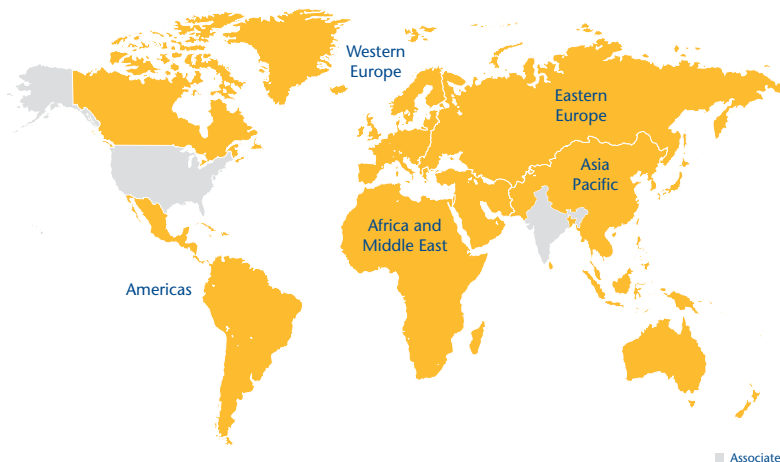 Western
Europe
Eastern
Europe
Asia
Pacific
Africa and
Middle East
Americas
Associate